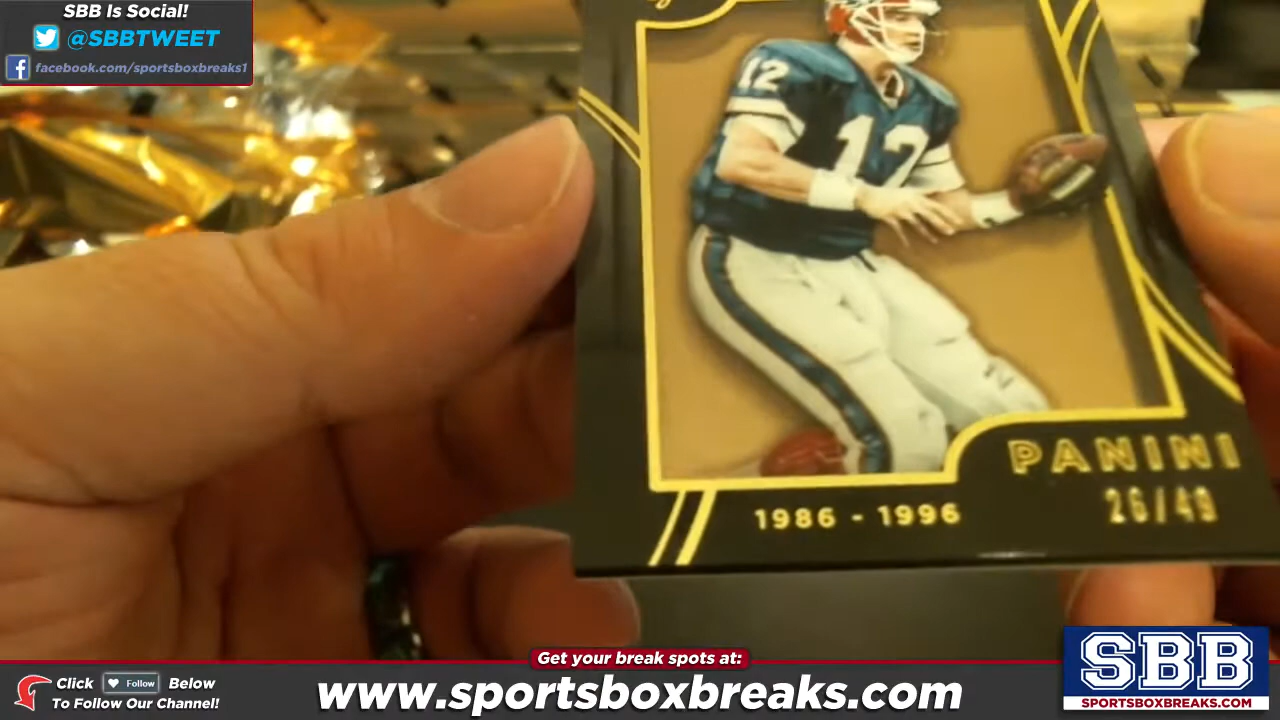 SBB Is Social!
@SBBTWEET
facebook.com/sportsboxbreaks1
12
12
PANINI
1986 - 1996
26/49
Get your break spots at:
Click Follow Below
To Follow Our Channel!
www.sportsboxbreaks.com
SBB
SPORTSBOXBREAKS.COM